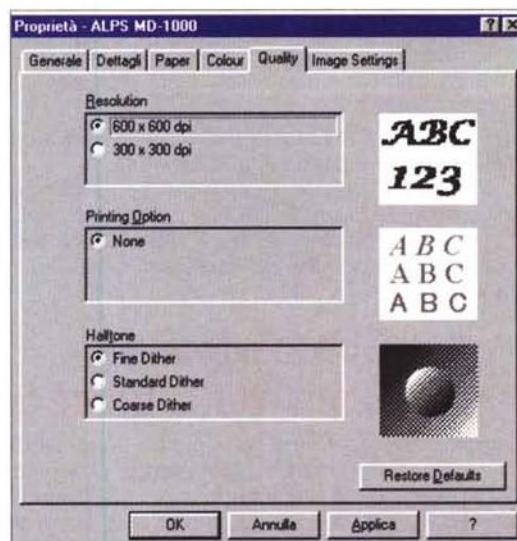 Proprietà - ALPS MD-1000
Generale Dettagli Paper Colour Quality Image Settings
Resolution
600 x 600 dpi
300 x 300 dpi
ABC
123
Printing Option
None
A B C
A B C
A B C
Halftone
Fine Dither
Standard Dither
Coarse Dither
Restore Defaults
OK Annulla Applica ?